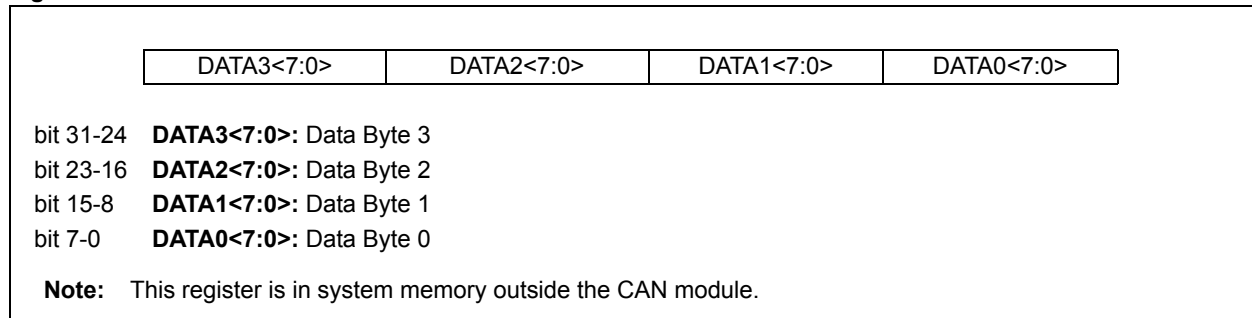 DATA3<7:0> DATA2<7:0> DATA1<7:0> DATA0<7:0>
bit 31-24 DATA3<7:0>: Data Byte 3
bit 23-16 DATA2<7:0>: Data Byte 2
bit 15-8 DATA1<7:0>: Data Byte 1
bit 7-0 DATA0<7:0>: Data Byte 0
Note: This register is in system memory outside the CAN module.